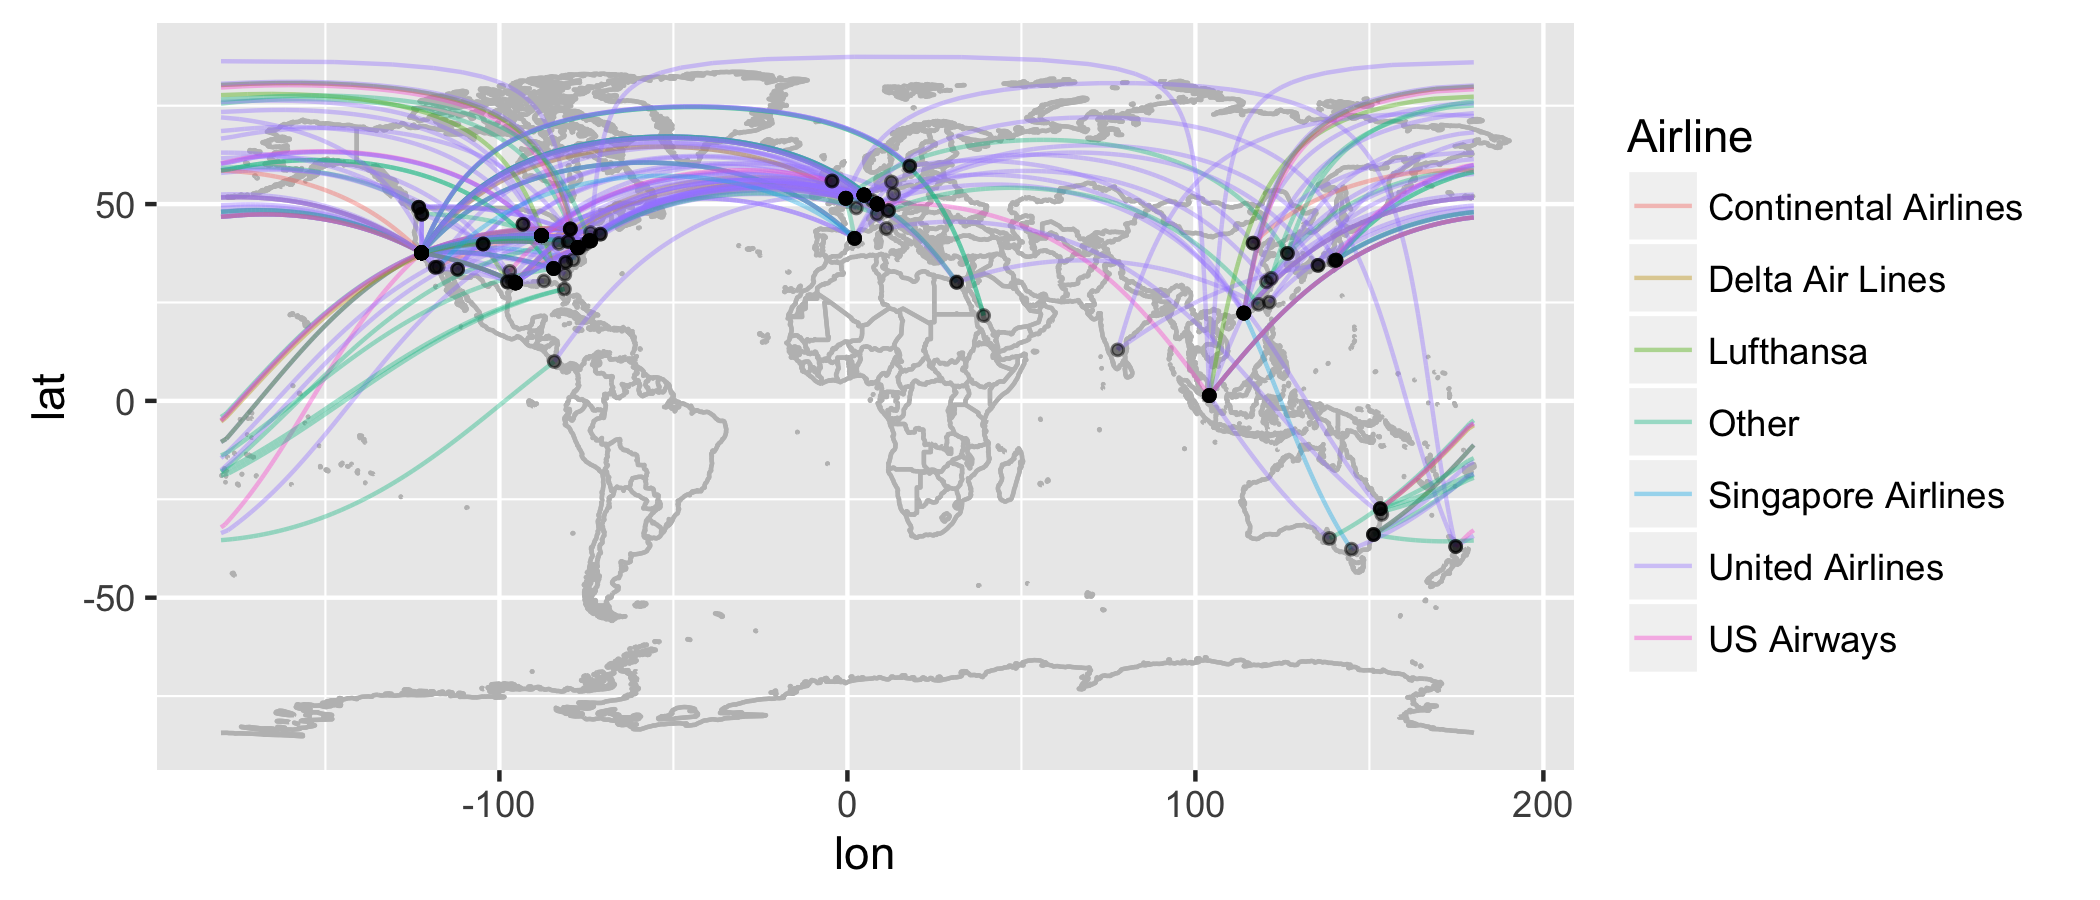 Airline
Continental Airlines
Delta Air Lines
Lufthansa
Other
Singapore Airlines
United Airlines
US Airways
lat
50
0
-50
-100
0
100
200
lon